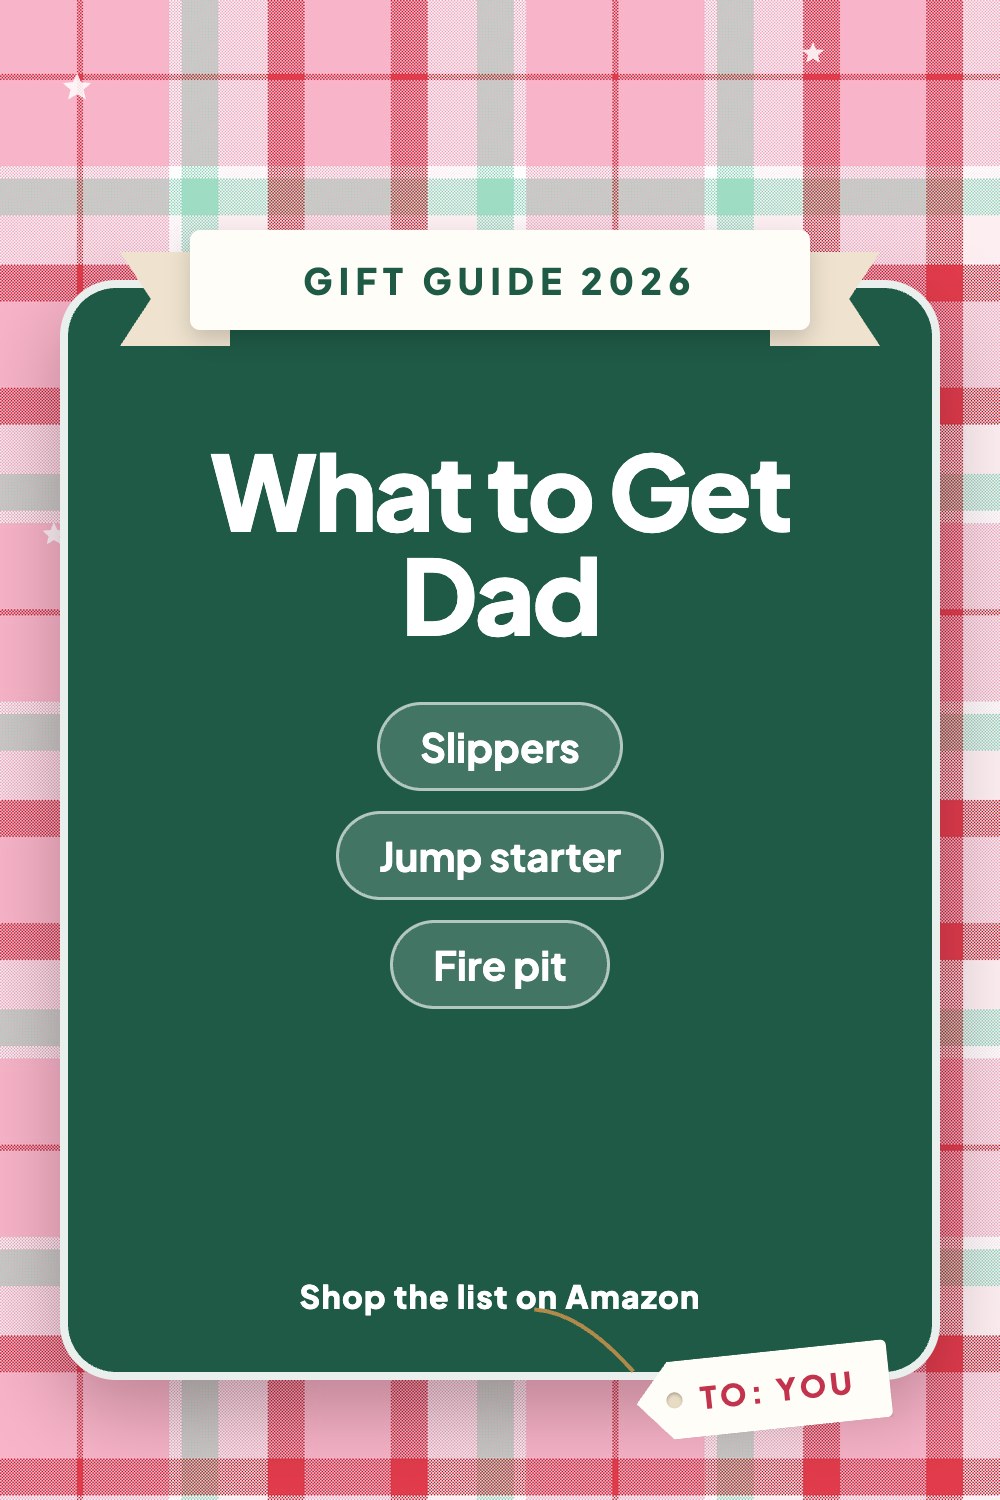 GIFT GUIDE 2026
What to Get
Dad
Slippers
Jump starter
Fire pit
Shop the list on Amazon
TO: YOU